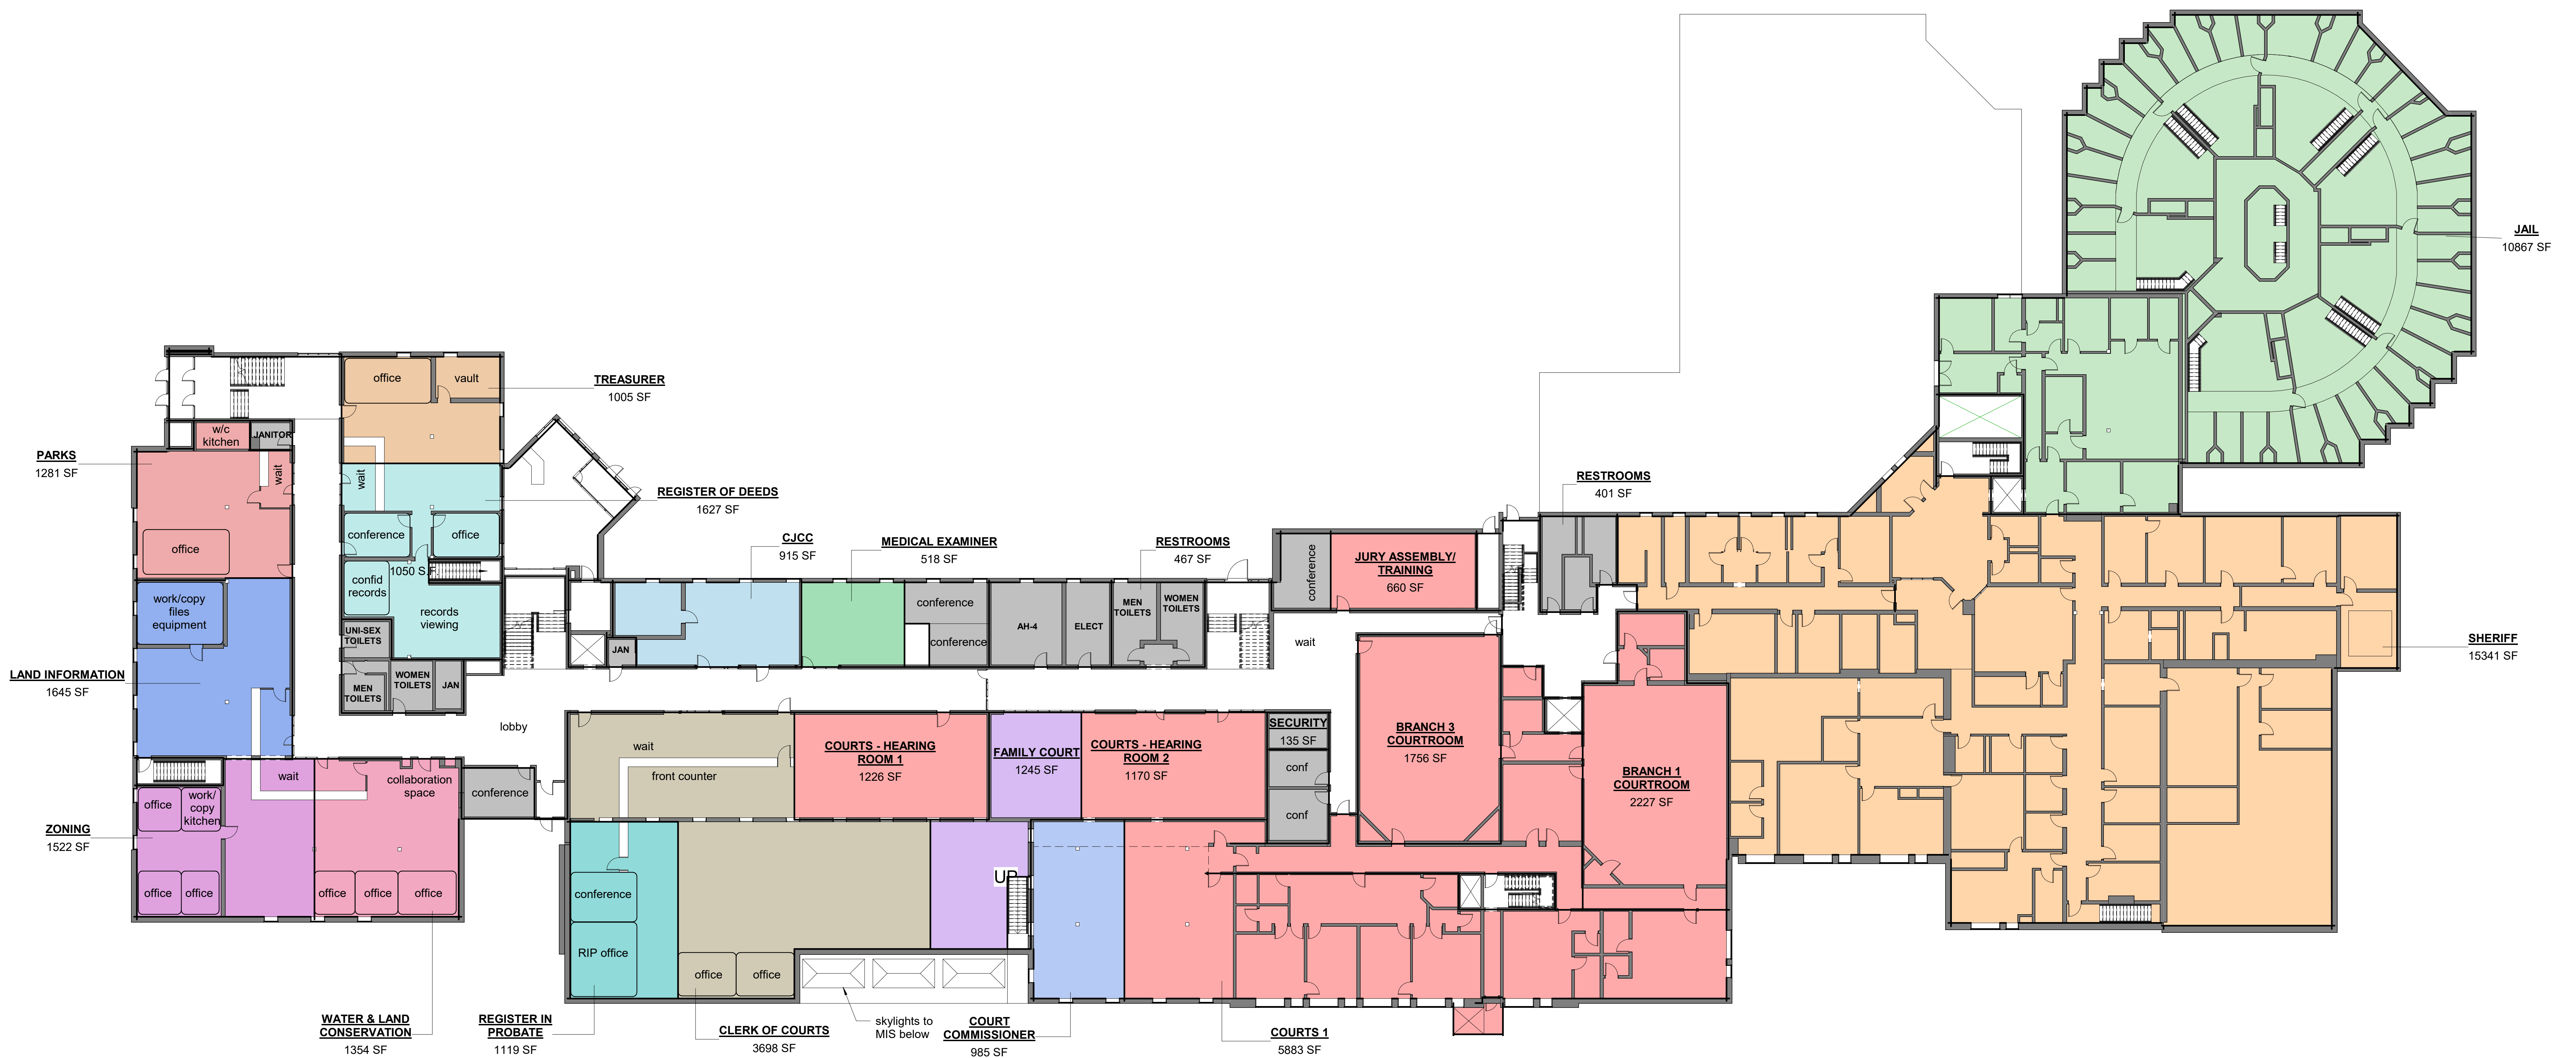 JAIL
10867 SF
TREASURER
1005 SF
office
vault
w/c
kitchen
JANITOR
PARKS
1281 SF
wait
office
wait
REGISTER OF DEEDS
1627 SF
conference
office
1050 SF
confid
records
records
viewing
work/copy
files
equipment
UNI-SEX
TOILETS
MEN
TOILETS
WOMEN
TOILETS
JAN
LAND INFORMATION
1645 SF
lobby
CJCC
915 SF
MEDICAL EXAMINER
518 SF
RESTROOMS
467 SF
JAN
conference
conference
AH-4
ELECT
MEN
TOILETS
WOMEN
TOILETS
conference
JURY ASSEMBLY/
TRAINING
660 SF
wait
RESTROOMS
401 SF
SHERIFF
15341 SF
wait
front counter
COURTS - HEARING
ROOM 1
1226 SF
FAMILY COURT
1245 SF
COURTS - HEARING
ROOM 2
1170 SF
SECURITY
135 SF
conf
conf
BRANCH 3
COURTROOM
1756 SF
BRANCH 1
COURTROOM
2227 SF
wait
collaboration
space
conference
office
work/
copy
kitchen
ZONING
1522 SF
office
office
office
office
office
UP
conference
RIP office
office
office
WATER & LAND
CONSERVATION
1354 SF
REGISTER IN
PROBATE
1119 SF
CLERK OF COURTS
3698 SF
skylights to
MIS below
COURT
COMMISSIONER
985 SF
COURTS 1
5883 SF